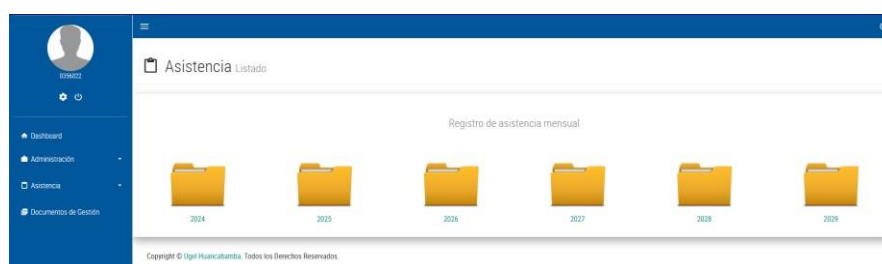 Asistencia Listado
Registro de asistencia mensual
Dashboard
Administración
Asistencia
Documentos de Gestión
2024
2025
2026
2027
2028
2029
Copyright © Ugel Huancabamba. Todos los Derechos Reservados.